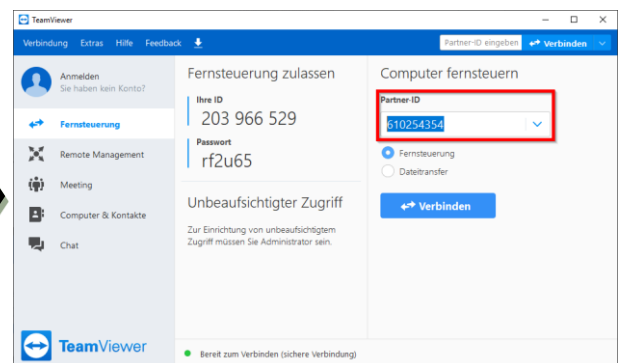 TeamViewer
Verbindung Extras Hilfe Feedback
Partner-ID eingeben
Verbinden
Anmelden
Sie haben kein Konto?
Fernsteuerung
Remote Management
Meeting
Computer & Kontakte
Chat
TeamViewer
Fernsteuerung zulassen
Ihre ID
203 966 529
Passwort
rf2u65
Unbeaufsichtigter Zugriff
Zur Einrichtung von unbeaufsichtigtem
Zugriff müssen Sie Administrator sein.
Computer fernsteuern
Partner-ID
610254354
Fernsteuerung
Dateitransfer
Verbinden
Bereit zum Verbinden (sichere Verbindung)